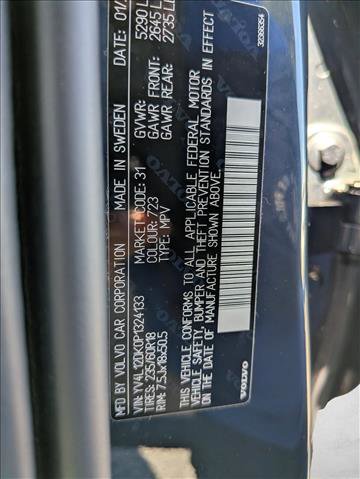 MFD BY VOLVO CAR CORPORATION MADE IN SWEDEN DATE: 01/
VIN: YV4L12DK0P1324133
TIRES: 235/60R18
RIM: 7.5Jx18x50.5
MARKET CODE: 31
COLOUR: 723
TYPE: MPV
GVWR: 5290 L
GAWR FRONT: 2645
GAWR REAR: 2735 LB
THIS VEHICLE CONFORMS TO ALL APPLICABLE FEDERAL MOTOR
VEHICLE SAFETY, BUMPER AND THEFT PREVENTION STANDARDS IN EFFECT
ON THE DATE OF MANUFACTURE SHOWN ABOVE.
VOLVO
32366354